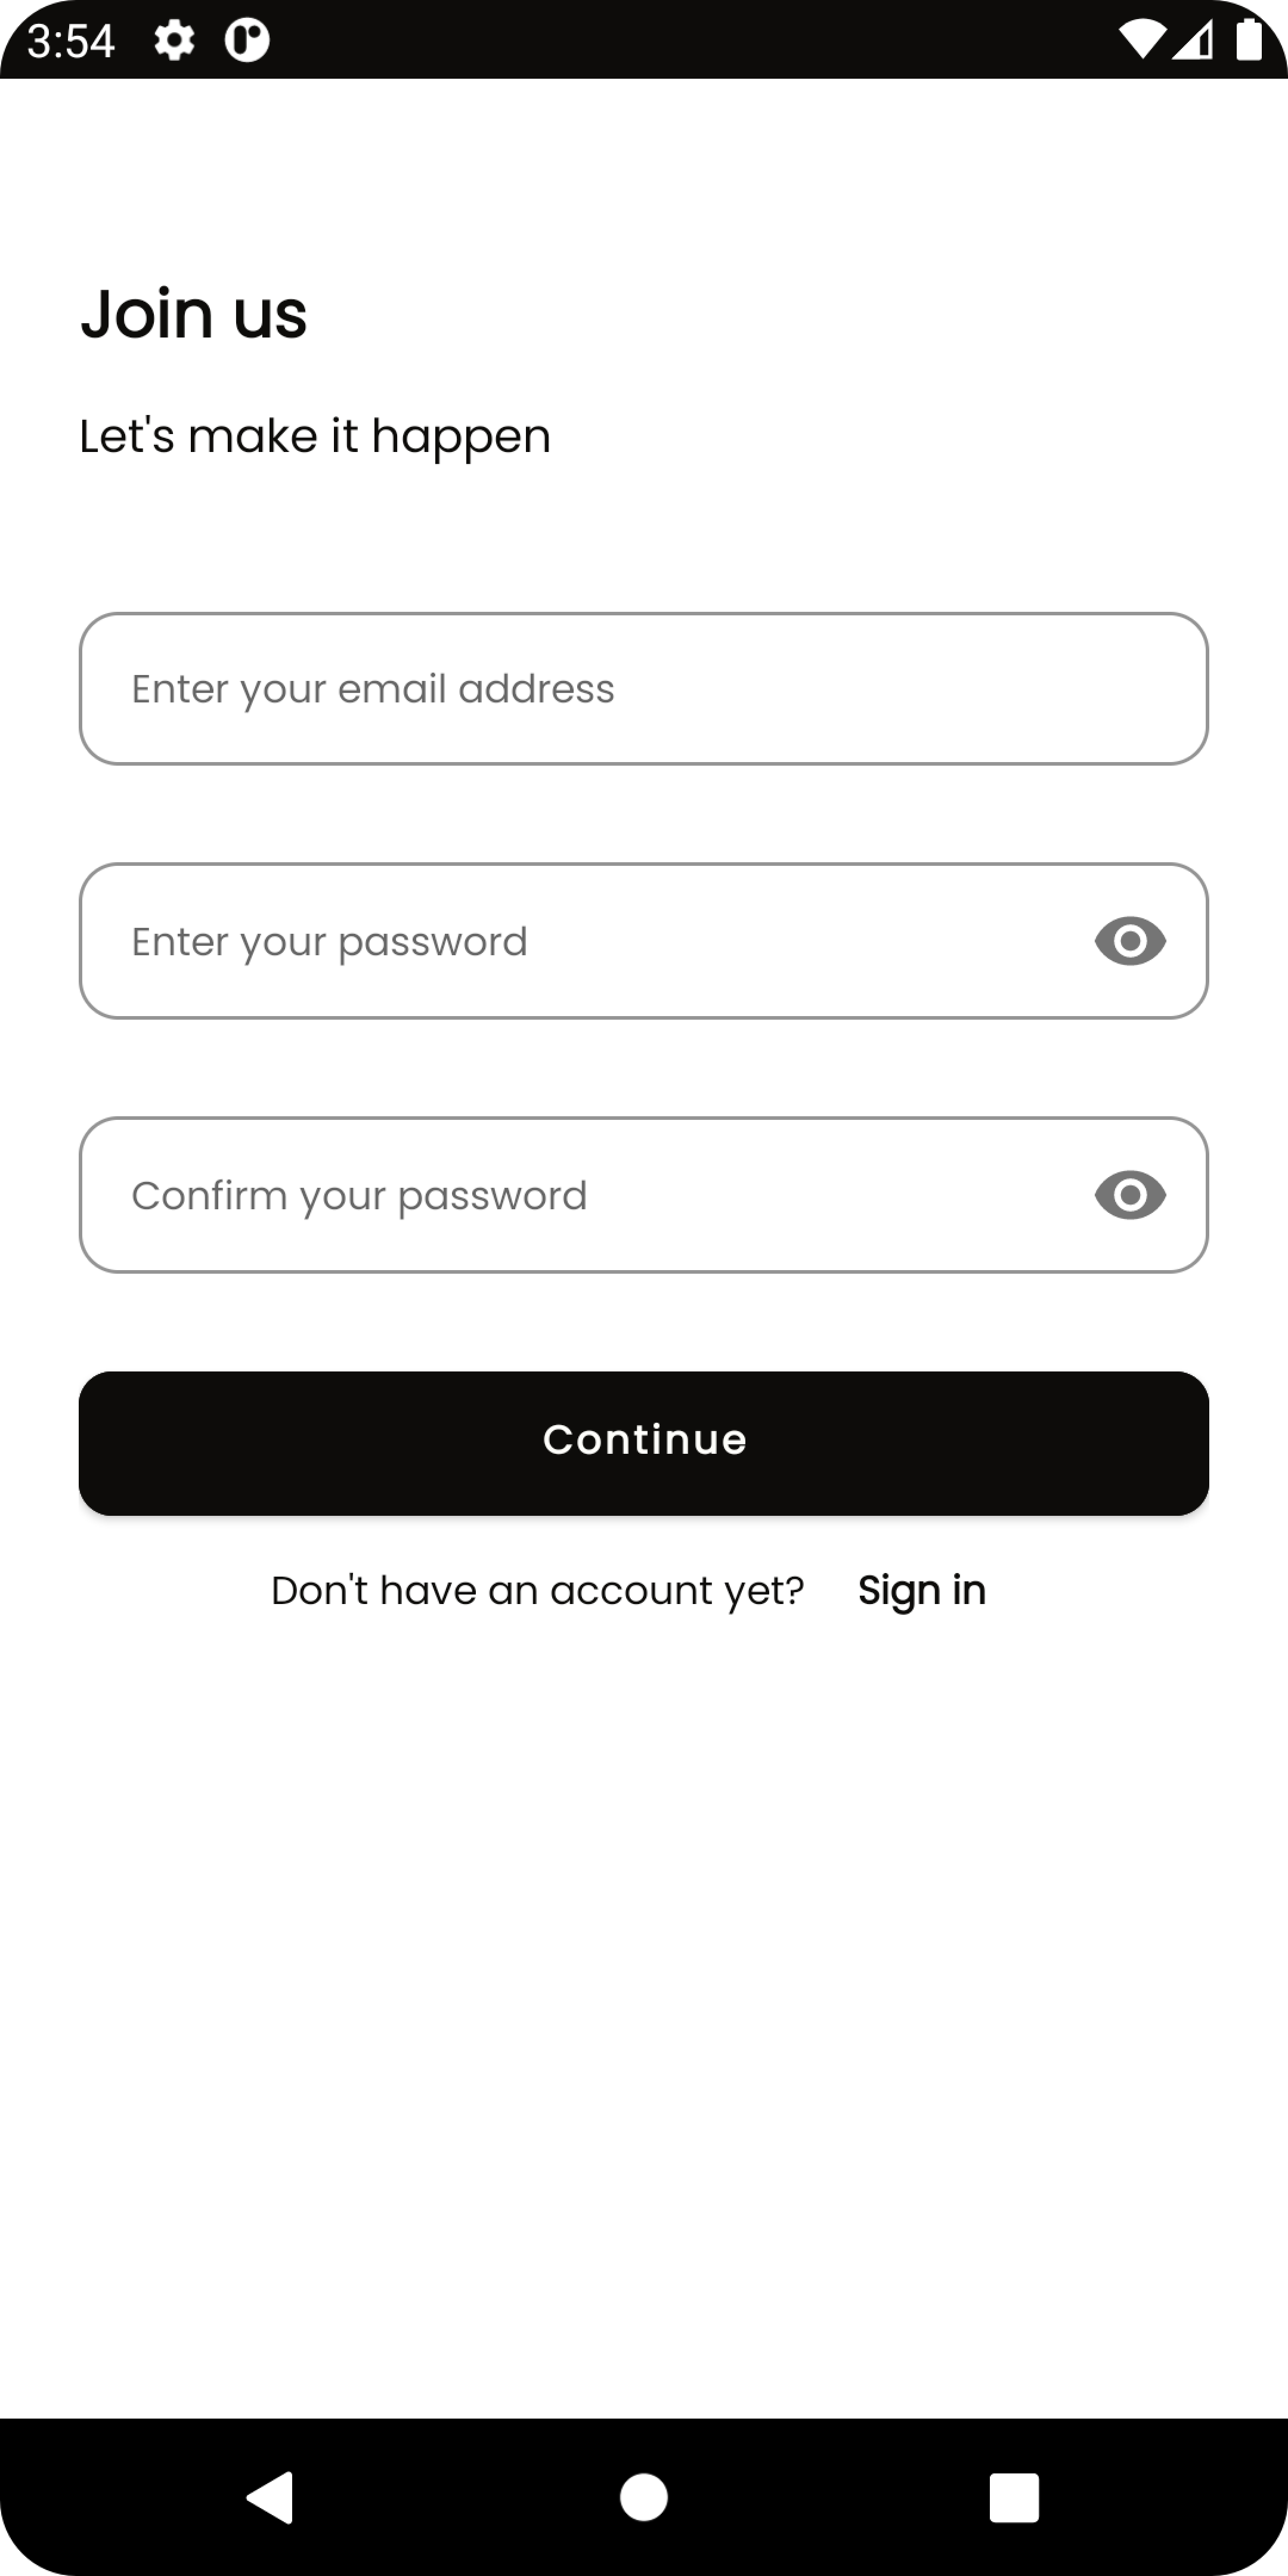 3:54
Join us
Let's make it happen
Enter your email address
Enter your password
Confirm your password
Continue
Don't have an account yet? Sign in